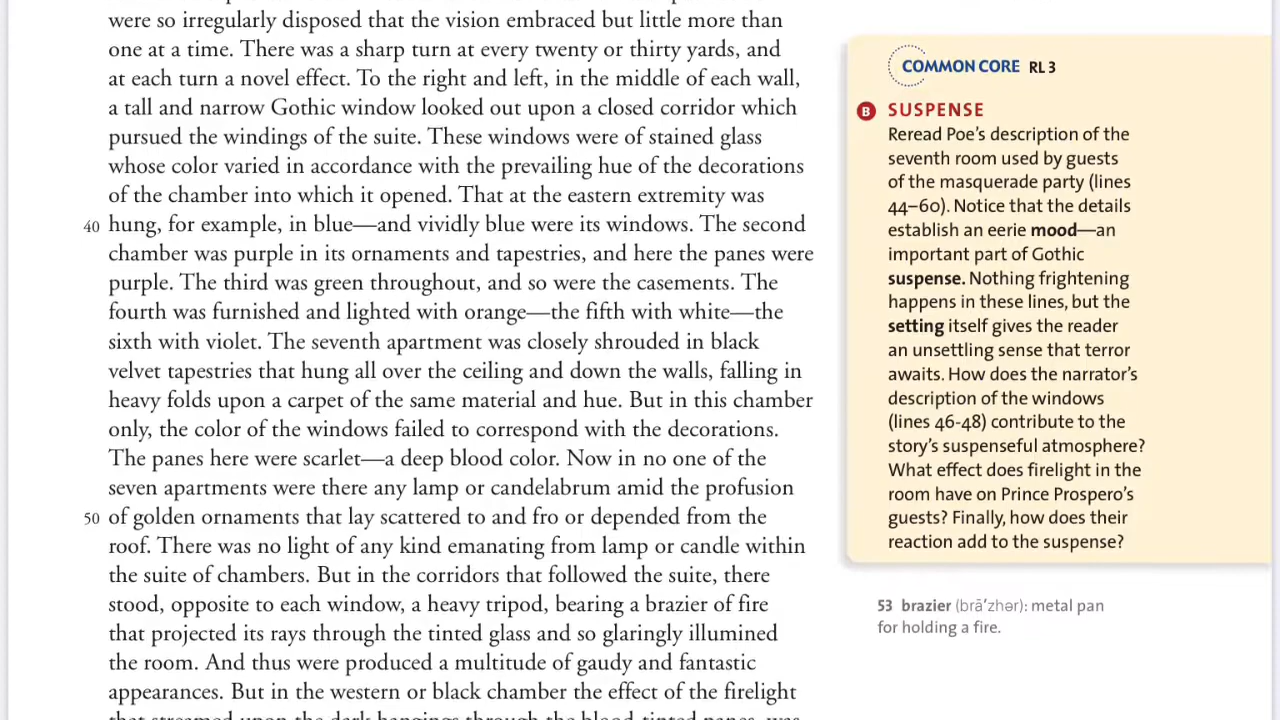 were so irregularly disposed that the vision embraced but little more than
one at a time. There was a sharp turn at every twenty or thirty yards, and
at each turn a novel effect. To the right and left, in the middle of each wall,
a tall and narrow Gothic window looked out upon a closed corridor which
pursued the windings of the suite. These windows were of stained glass
whose color varied in accordance with the prevailing hue of the decorations
of the chamber into which it opened. That at the eastern extremity was
40 hung, for example, in blue—and vividly blue were its windows. The second
chamber was purple in its ornaments and tapestries, and here the panes were
purple. The third was green throughout, and so were the casements. The
fourth was furnished and lighted with orange—the fifth with white—the
sixth with violet. The seventh apartment was closely shrouded in black
velvet tapestries that hung all over the ceiling and down the walls, falling in
heavy folds upon a carpet of the same material and hue. But in this chamber
only, the color of the windows failed to correspond with the decorations.
The panes here were scarlet—a deep blood color. Now in no one of the
seven apartments were there any lamp or candelabrum amid the profusion
50 of golden ornaments that lay scattered to and fro or depended from the
roof. There was no light of any kind emanating from lamp or candle within
the suite of chambers. But in the corridors that followed the suite, there
stood, opposite to each window, a heavy tripod, bearing a brazier of fire
that projected its rays through the tinted glass and so glaringly illumined
the room. And thus were produced a multitude of gaudy and fantastic
appearances. But in the western or black chamber the effect of the firelight
that streamed upon the dark hangings through the blood-tinted panes, was
COMMON CORE RL 3
B SUSPENSE
Reread Poe's description of the
seventh room used by guests
of the masquerade party (lines
44–60). Notice that the details
establish an eerie mood—an
important part of Gothic
suspense. Nothing frightening
happens in these lines, but the
setting itself gives the reader
an unsettling sense that terror
awaits. How does the narrator's
description of the windows
(lines 46-48) contribute to the
story's suspenseful atmosphere?
What effect does firelight in the
room have on Prince Prospero's
guests? Finally, how does their
reaction add to the suspense?
53 brazier (brā′zhər): metal pan
for holding a fire.